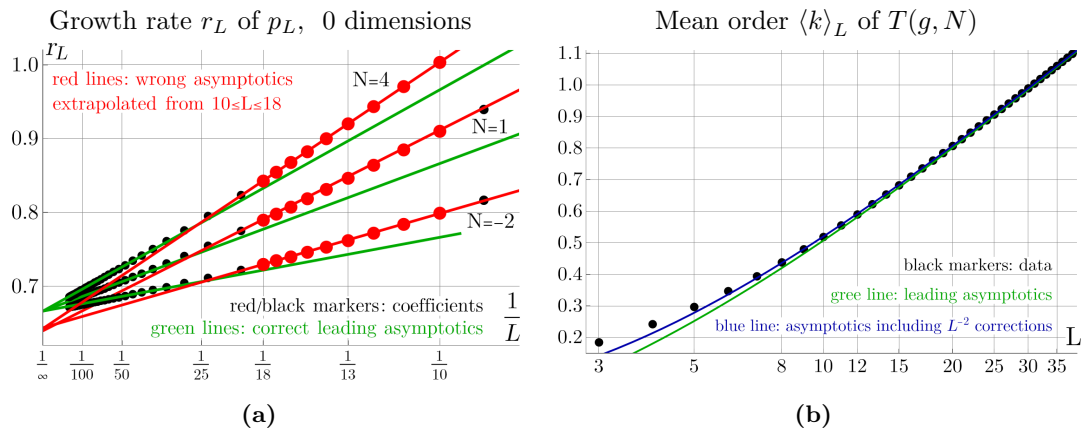 Growth rate r_L of p_L, 0 dimensions
r_L
1.0
0.9
0.8
0.7
0.6
red lines: wrong asymptotics
extrapolated from 10≤L≤18
N=4
N=1
N=−2
red/black markers: coefficients
green lines: correct leading asymptotics
1/L
1/∞ 1/100 1/50 1/25 1/18 1/13 1/10
(a)
Mean order ⟨k⟩_L of T(g, N)
1.1
1.0
0.9
0.8
0.7
0.6
0.5
0.4
0.3
0.2
black markers: data
gree line: leading asymptotics
blue line: asymptotics including L⁻² corrections
L
3 5 8 10 12 15 20 25 30 35
(b)